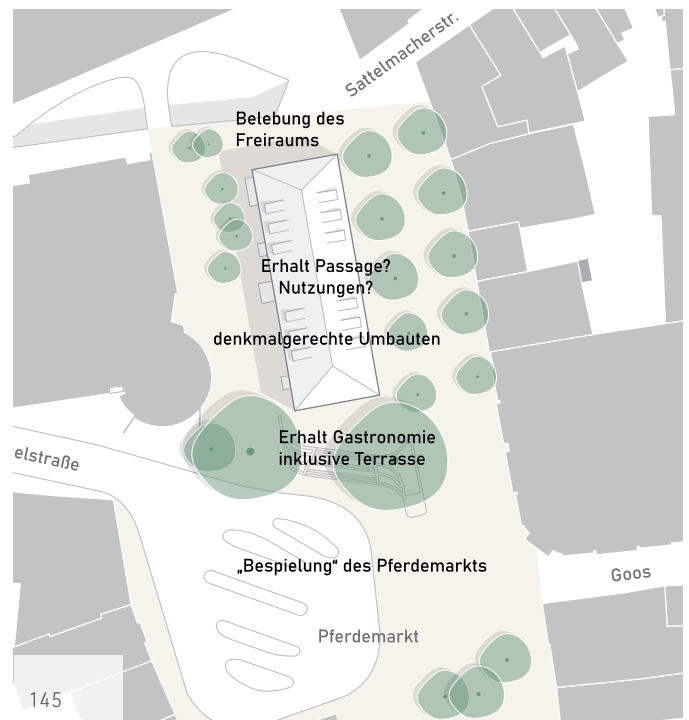 Sattelmacherstr.
Belebung des
Freiraums
Erhalt Passage?
Nutzungen?
denkmalgerechte Umbauten
Erhalt Gastronomie
inklusive Terrasse
elstraße
„Bespielung“ des Pferdemarkts
Goos
Pferdemarkt
145